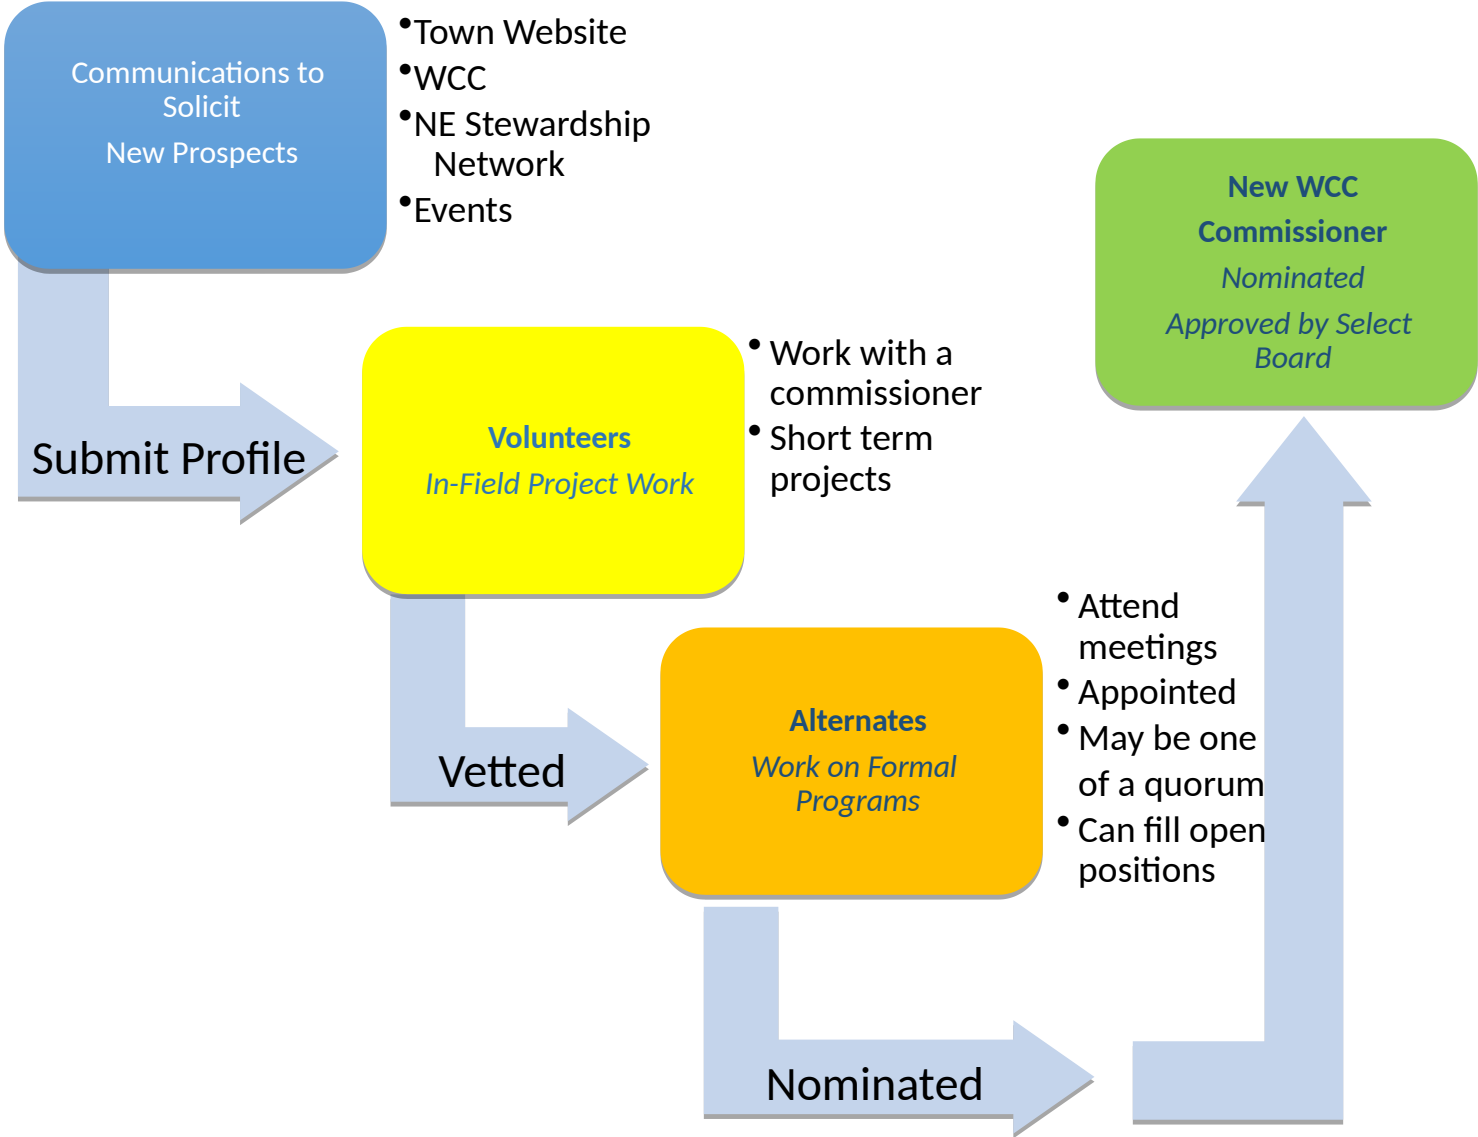 Communications to
Solicit
New Prospects
•Town Website
•WCC
•NE Stewardship
Network
•Events
Submit Profile
Volunteers
In-Field Project Work
• Work with a
commissioner
• Short term
projects
Vetted
Alternates
Work on Formal
Programs
• Attend
meetings
• Appointed
• May be one
of a quorum
• Can fill open
positions
Nominated
New WCC
Commissioner
Nominated
Approved by Select
Board